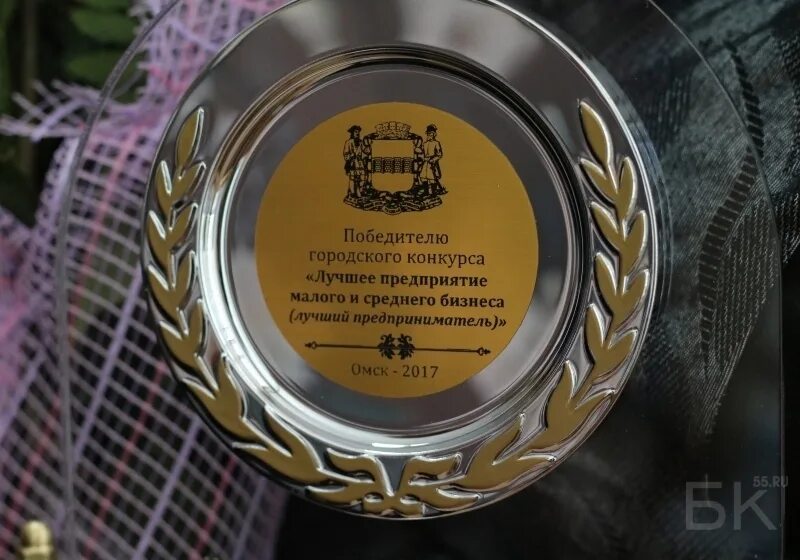 Победителю
городского конкурса
«Лучшее предприятие
малого и среднего бизнеса
(лучший предприниматель)»
Омск - 2017
БК 55.RU